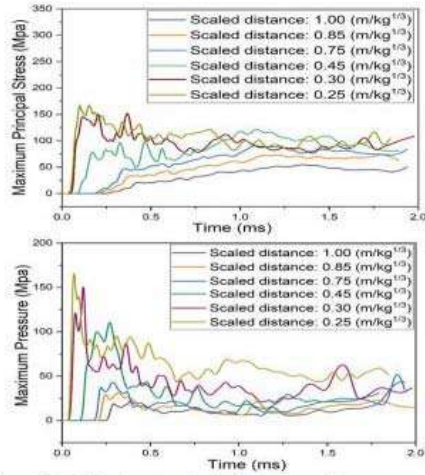 350
300
250
200
150
100
50
0
Maximum Principal Stress (Mpa)
Scaled distance: 1.00 (m/kg1/3)
Scaled distance: 0.85 (m/kg1/3)
Scaled distance: 0.75 (m/kg1/3)
Scaled distance: 0.45 (m/kg1/3)
Scaled distance: 0.30 (m/kg1/3)
Scaled distance: 0.25 (m/kg1/3)
0.0 0.5 1.0 1.5 2.0
Time (ms)
200
150
100
50
0
Maximum Pressure (Mpa)
Scaled distance: 1.00 (m/kg1/3)
Scaled distance: 0.85 (m/kg1/3)
Scaled distance: 0.75 (m/kg1/3)
Scaled distance: 0.45 (m/kg1/3)
Scaled distance: 0.30 (m/kg1/3)
Scaled distance: 0.25 (m/kg1/3)
0.0 0.5 1.0 1.5 2.0
Time (ms)